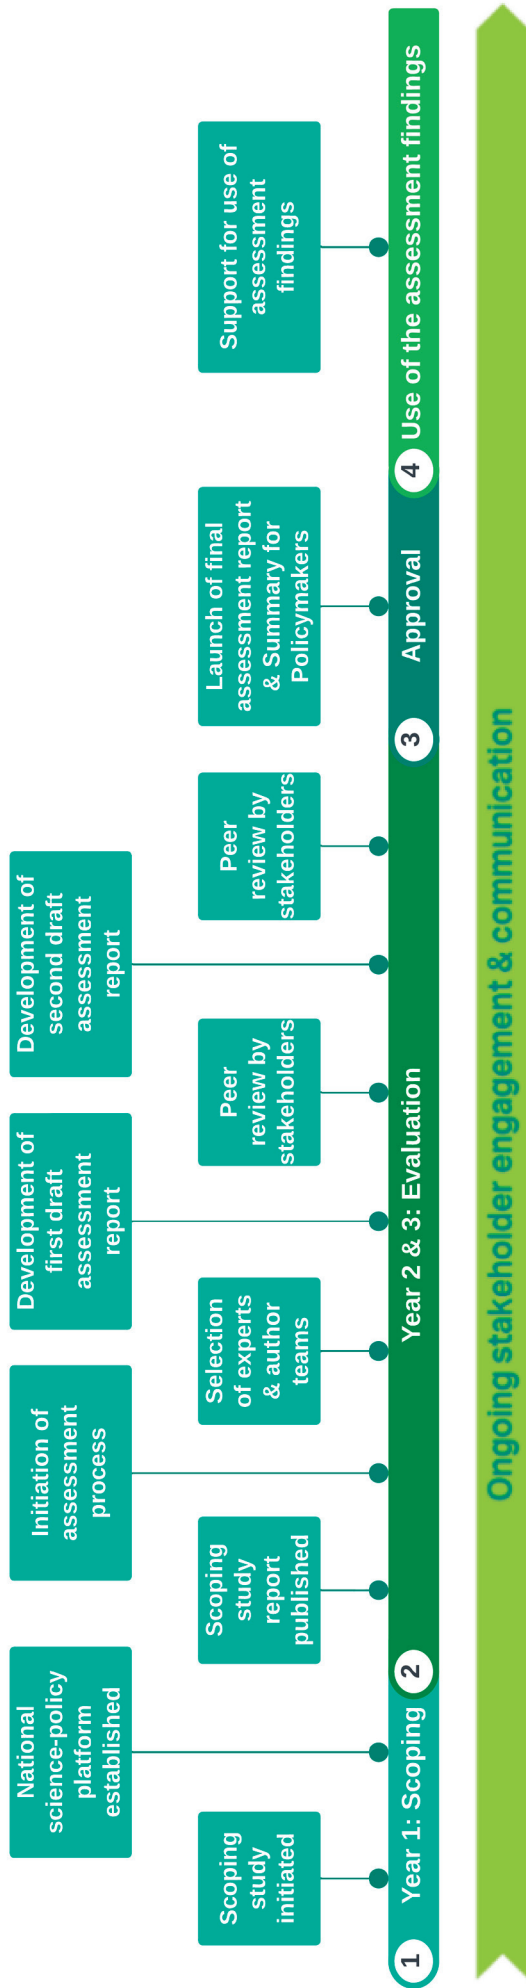 National
science-policy
platform
established
Initiation of
assessment
process
Development of
first draft
assessment
report
Development of
second draft
assessment
report
Scoping
study
initiated
Scoping
study
report
published
Selection
of experts
& author
teams
Peer
review by
stakeholders
Peer
review by
stakeholders
Launch of final
assessment report
& Summary for
Policymakers
Support for use of
assessment
findings
1 Year 1: Scoping
2 Year 2 & 3: Evaluation
3 Approval
4 Use of the assessment findings
Ongoing stakeholder engagement & communication